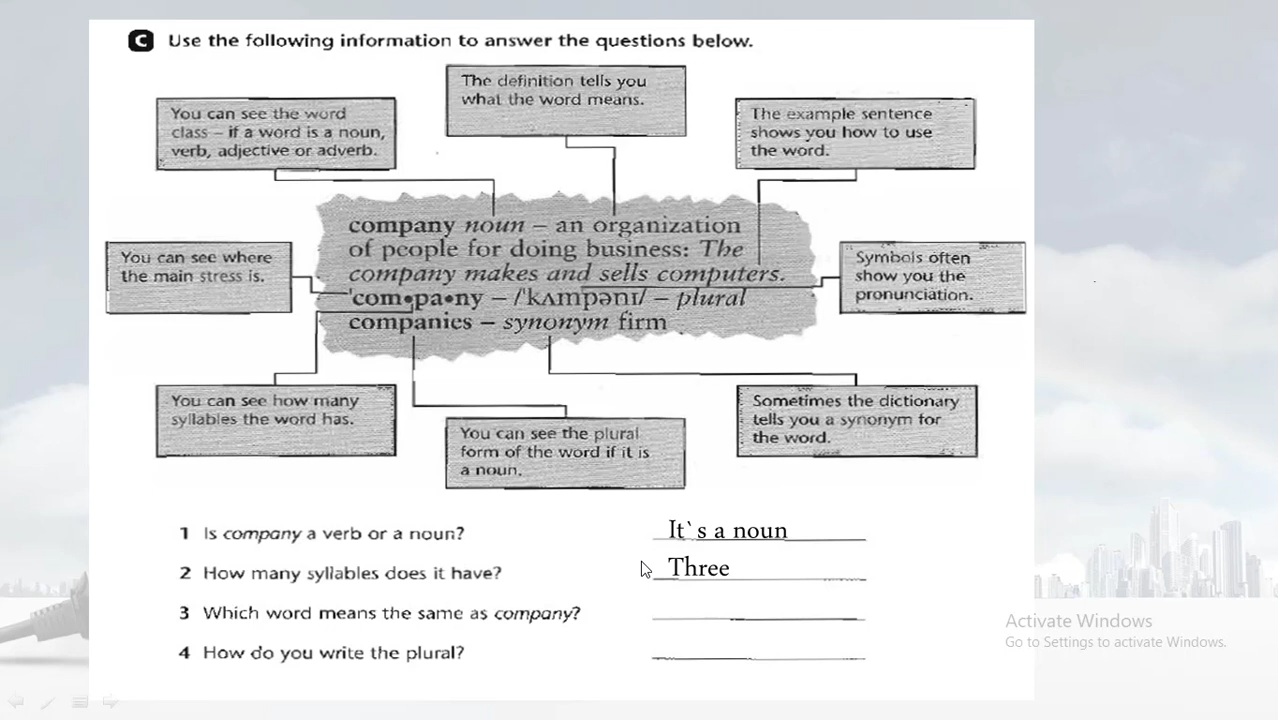 C Use the following information to answer the questions below.
The definition tells you
what the word means.
You can see the word
class – if a word is a noun,
verb, adjective or adverb.
The example sentence
shows you how to use
the word.
company noun – an organization
of people for doing business: The
company makes and sells computers.
'com•pa•ny – /'kʌmpənɪ/ – plural
companies – synonym firm
You can see where
the main stress is.
Symbols often
show you the
pronunciation.
You can see how many
syllables the word has.
You can see the plural
form of the word if it is
a noun.
Sometimes the dictionary
tells you a synonym for
the word.
1 Is company a verb or a noun? It`s a noun
2 How many syllables does it have? Three
3 Which word means the same as company?
4 How do you write the plural?
Activate Windows
Go to Settings to activate Windows.